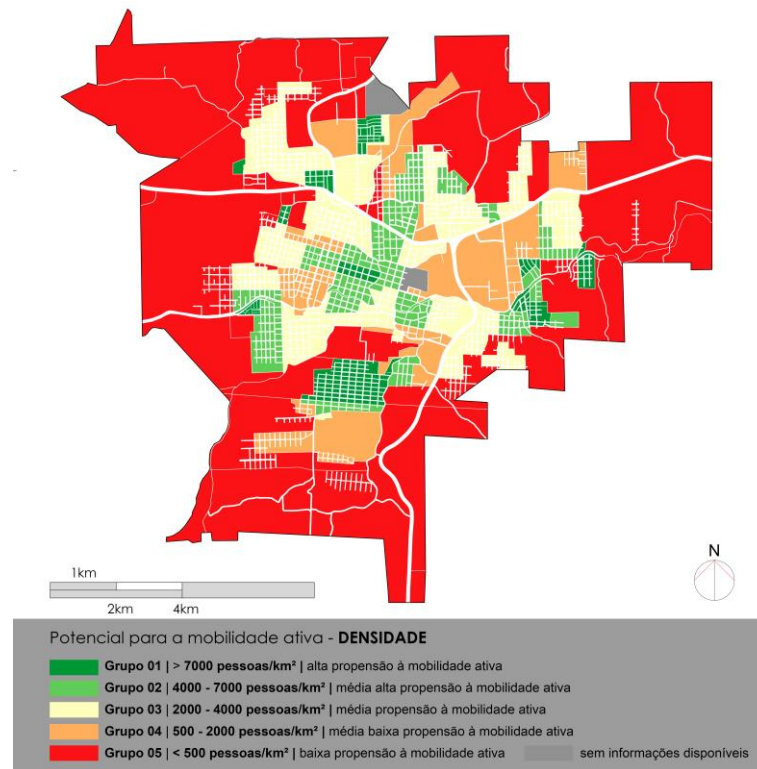 N
1km
2km 4km
Potencial para a mobilidade ativa - DENSIDADE
Grupo 01 | > 7000 pessoas/km² | alta propensão à mobilidade ativa
Grupo 02 | 4000 - 7000 pessoas/km² | média alta propensão à mobilidade ativa
Grupo 03 | 2000 - 4000 pessoas/km² | média propensão à mobilidade ativa
Grupo 04 | 500 - 2000 pessoas/km² | média baixa propensão à mobilidade ativa
Grupo 05 | < 500 pessoas/km² | baixa propensão à mobilidade ativa sem informações disponíveis